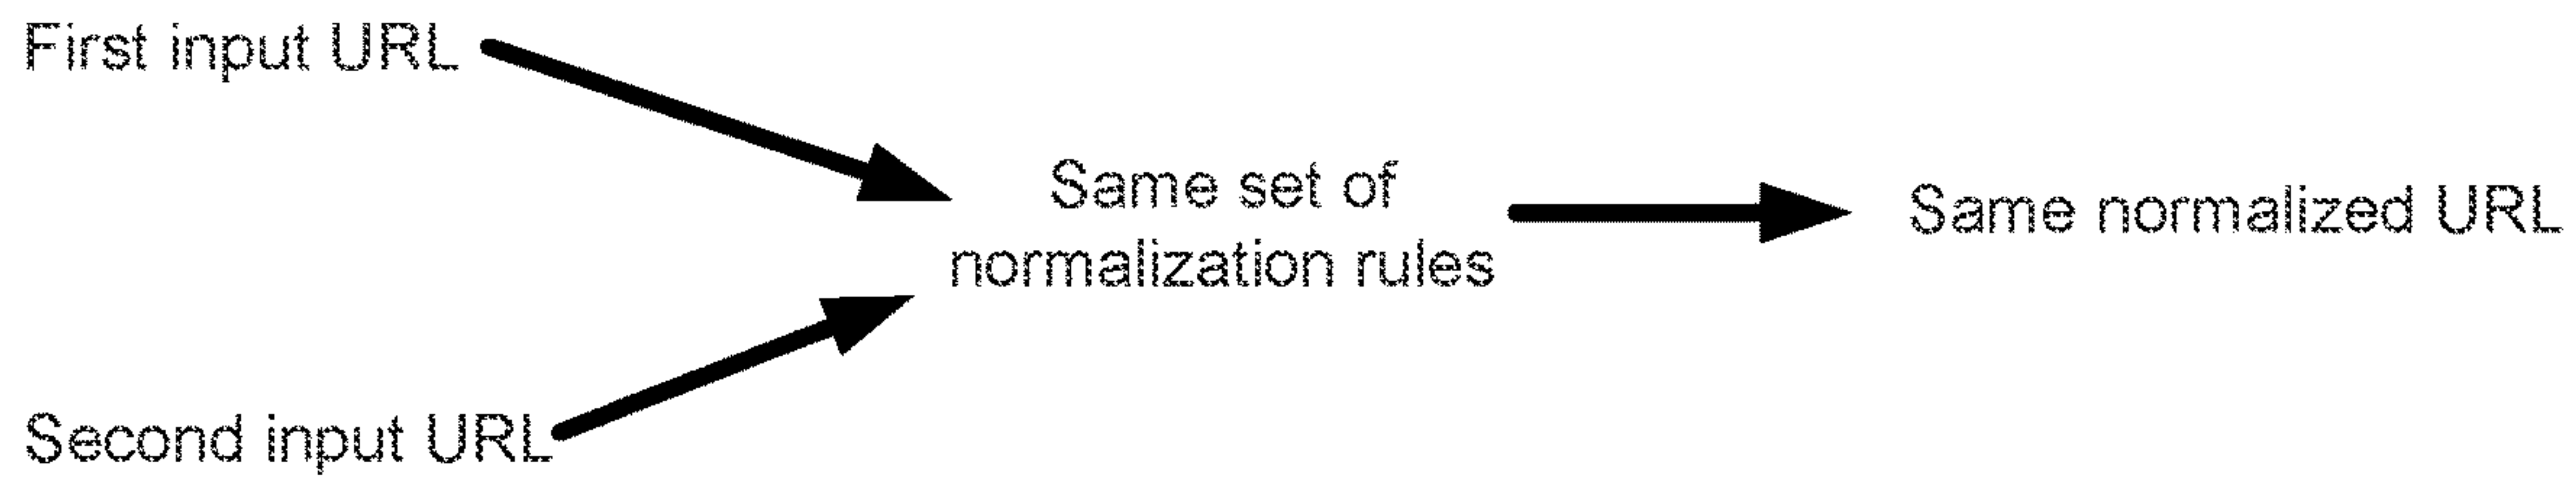 First input URL
Same set of
normalization rules
Same normalized URL
Second input URL